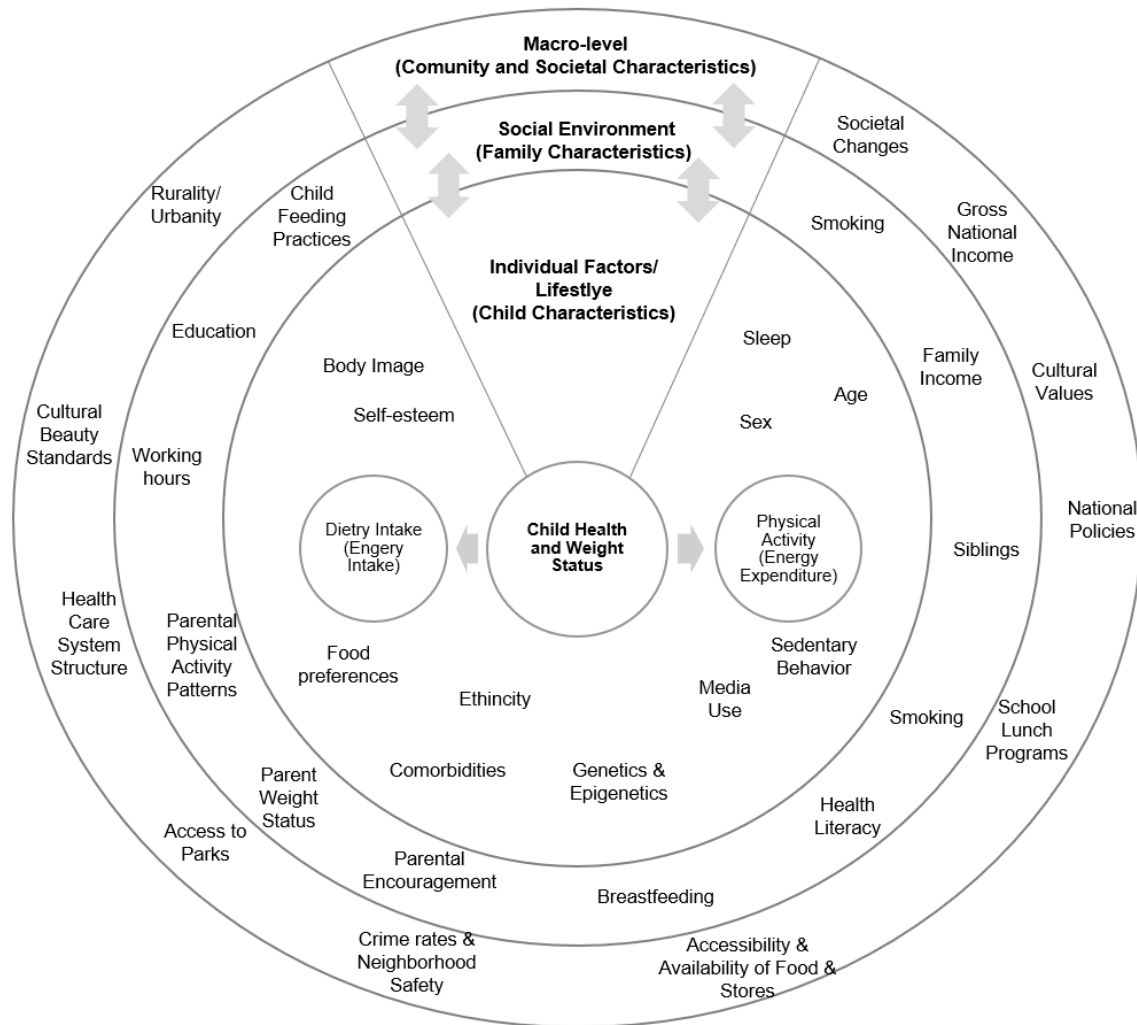 Macro-level
(Comunity and Societal Characteristics)
Social Environment
(Family Characteristics)
Individual Factors/
Lifestlye
(Child Characteristics)
Societal
Changes
Rurality/
Urbanity
Child
Feeding
Practices
Smoking
Gross
National
Income
Education
Sleep
Family
Income
Body Image
Age
Cultural
Values
Self-esteem
Sex
Cultural
Beauty
Standards
Working
hours
National
Policies
Dietry Intake
(Engery
Intake)
Child Health
and Weight
Status
Physical
Activity
(Energy
Expenditure)
Siblings
Health
Care
System
Structure
Parental
Physical
Activity
Patterns
Food
preferences
Ethincity
Media
Use
Sedentary
Behavior
Smoking
School
Lunch
Programs
Comorbidities
Genetics &
Epigenetics
Parent
Weight
Status
Health
Literacy
Access to
Parks
Parental
Encouragement
Breastfeeding
Crime rates &
Neighborhood
Safety
Accessibility &
Availability of Food &
Stores